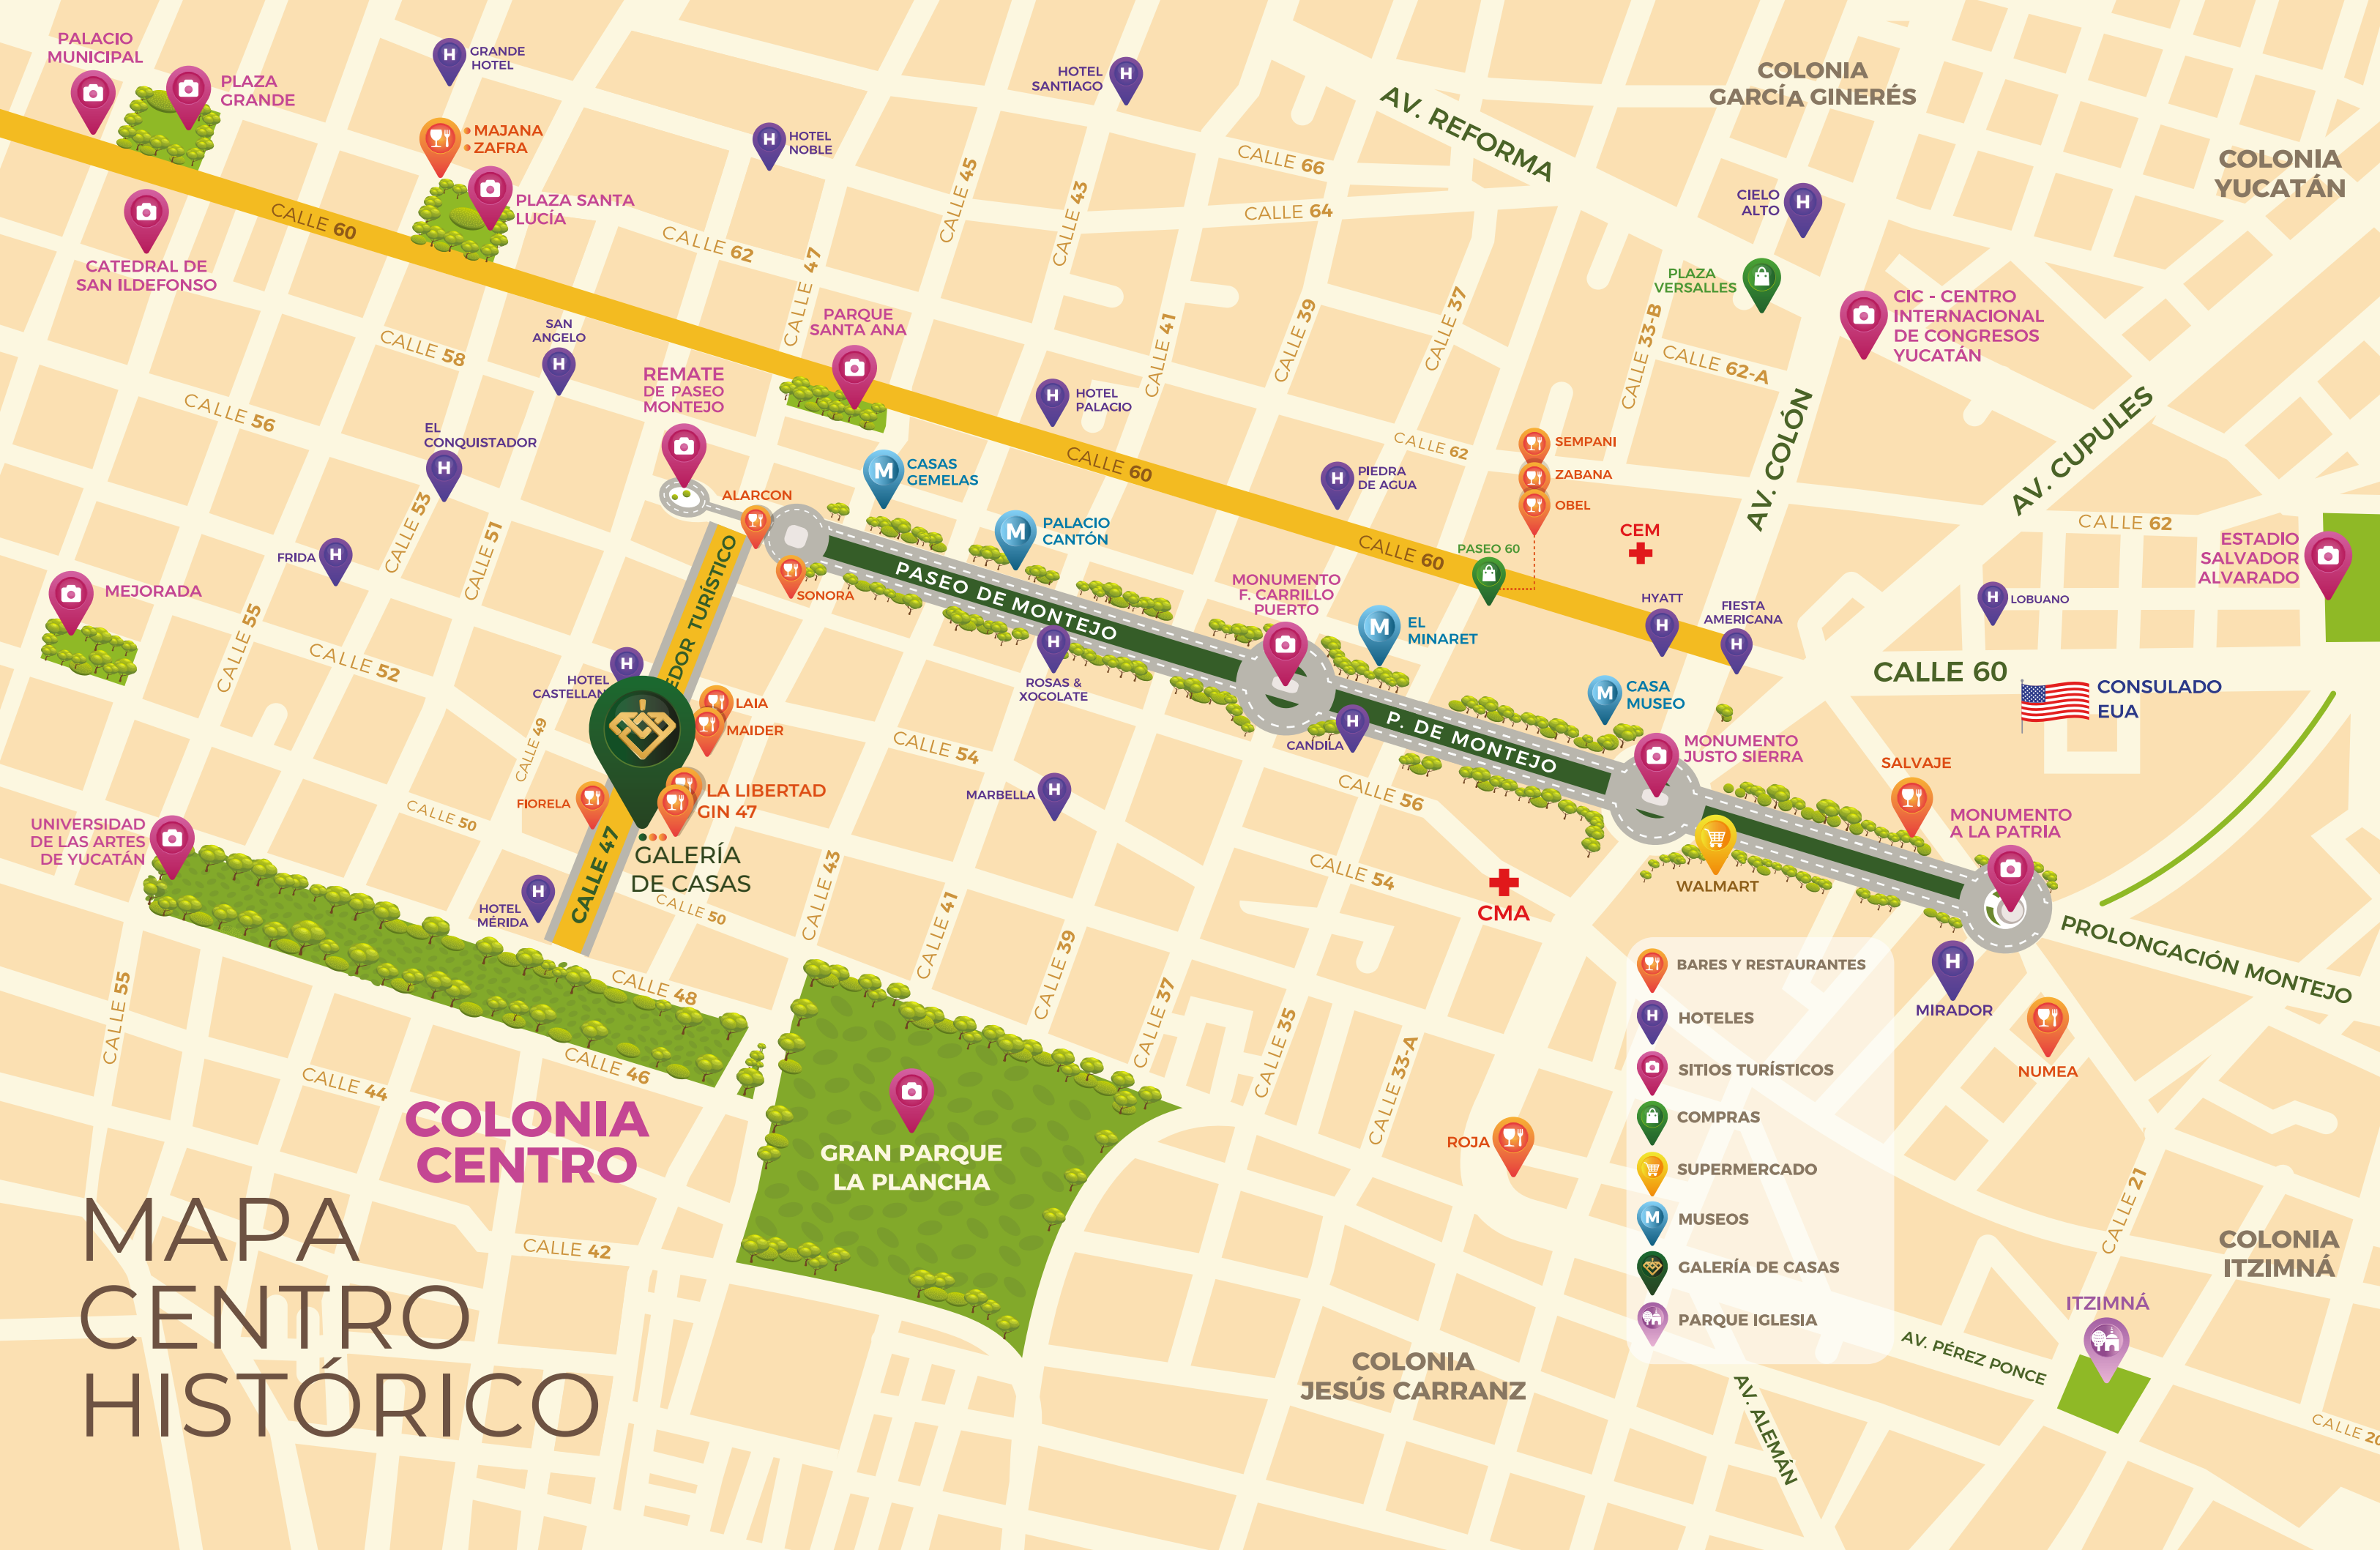 PALACIO
MUNICIPAL
PLAZA
GRANDE
GRANDE
HOTEL
HOTEL
SANTIAGO
COLONIA
GARCÍA GINERÉS
AV. REFORMA
COLONIA
YUCATÁN
MAJANA
ZAFRA
HOTEL
NOBLE
CALLE 45
CALLE 43
CALLE 66
CALLE 64
CIELO
ALTO
PLAZA SANTA
LUCÍA
CALLE 60
CATEDRAL DE
SAN ILDEFONSO
CALLE 62
CALLE 47
PLAZA
VERSALLES
CIC - CENTRO
INTERNACIONAL
DE CONGRESOS
YUCATÁN
PARQUE
SANTA ANA
CALLE 41
CALLE 39
CALLE 37
CALLE 33-B
CALLE 62-A
CALLE 58
SAN
ANGELO
REMATE
DE PASEO
MONTEJO
HOTEL
PALACIO
AV. COLÓN
AV. CUPULES
CALLE 56
EL
CONQUISTADOR
CALLE 62
SEMPANI
ZABANA
OBEL
CALLE 60
CASAS
GEMELAS
PIEDRA
DE AGUA
ALARCON
CALLE 53
CALLE 51
PALACIO
CANTÓN
CEM
CALLE 62
ESTADIO
SALVADOR
ALVARADO
FRIDA
CALLE 60
PASEO 60
MEJORADA
SONORA
PASEO DE MONTEJO
MONUMENTO
F. CARRILLO
PUERTO
EL
MINARET
HYATT
FIESTA
AMERICANA
LOBUANO
CALLE 55
CALLE 52
EDOR TURÍSTICO
HOTEL
CASTELLAN
ROSAS &
XOCOLATE
CALLE 60
CONSULADO
EUA
CASA
MUSEO
LAIA
MAIDER
CALLE 49
CALLE 54
CANDILA
P. DE MONTEJO
MONUMENTO
JUSTO SIERRA
SALVAJE
FIORELA
LA LIBERTAD
GIN 47
MARBELLA
CALLE 56
MONUMENTO
A LA PATRIA
UNIVERSIDAD
DE LAS ARTES
DE YUCATÁN
CALLE 50
CALLE 47
GALERÍA
DE CASAS
CALLE 43
CALLE 54
WALMART
CMA
HOTEL
MÉRIDA
CALLE 50
CALLE 41
CALLE 39
PROLONGACIÓN MONTEJO
CALLE 55
CALLE 48
CALLE 37
CALLE 35
CALLE 33-A
MIRADOR
NUMEA
BARES Y RESTAURANTES
HOTELES
SITIOS TURÍSTICOS
COMPRAS
SUPERMERCADO
MUSEOS
GALERÍA DE CASAS
PARQUE IGLESIA
CALLE 44
CALLE 46
COLONIA
CENTRO
GRAN PARQUE
LA PLANCHA
ROJA
CALLE 21
CALLE 42
COLONIA
ITZIMNÁ
ITZIMNÁ
AV. PÉREZ PONCE
COLONIA
JESÚS CARRANZ
AV. ALEMÁN
CALLE 20
MAPA
CENTRO
HISTÓRICO